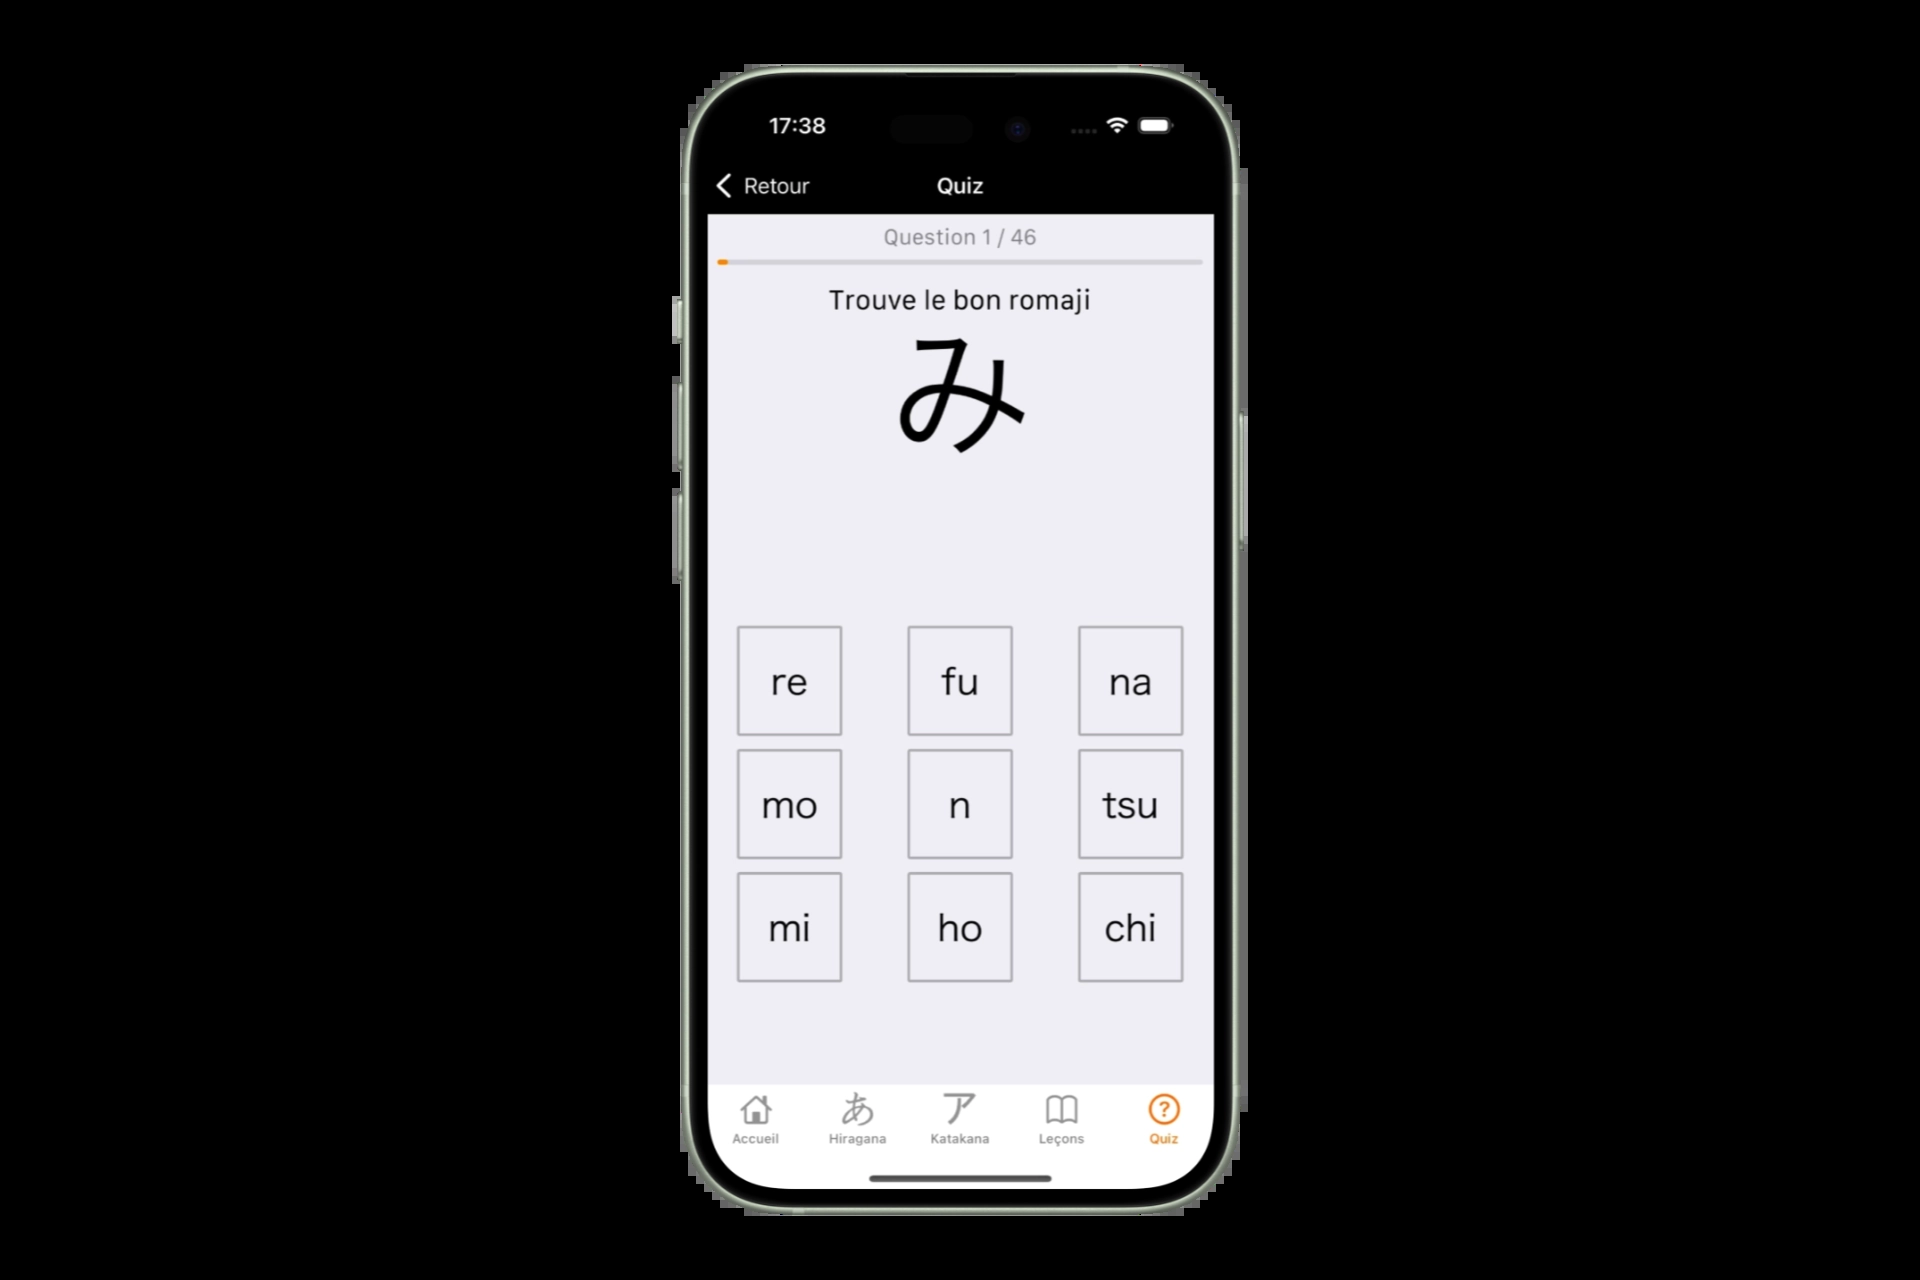 17:38
Retour
Quiz
Question 1 / 46
Trouve le bon romaji
み
re fu na
mo n tsu
mi ho chi
あ ア ?
Accueil Hiragana Katakana Leçons Quiz